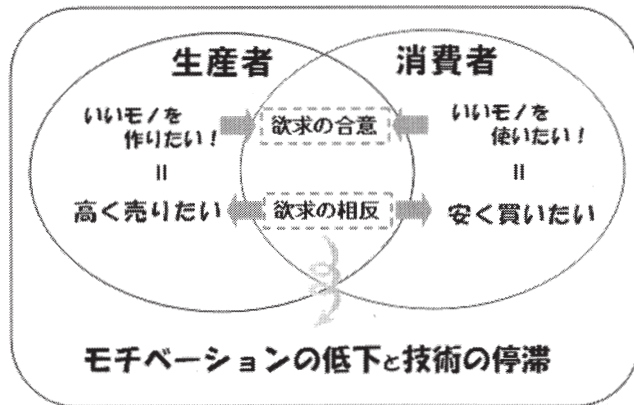 生産者
消費者
いいモノを
作りたい！
欲求の合意
いいモノを
使いたい！
=
=
高く売りたい
欲求の相反
安く買いたい
モチベーションの低下と技術の停滞